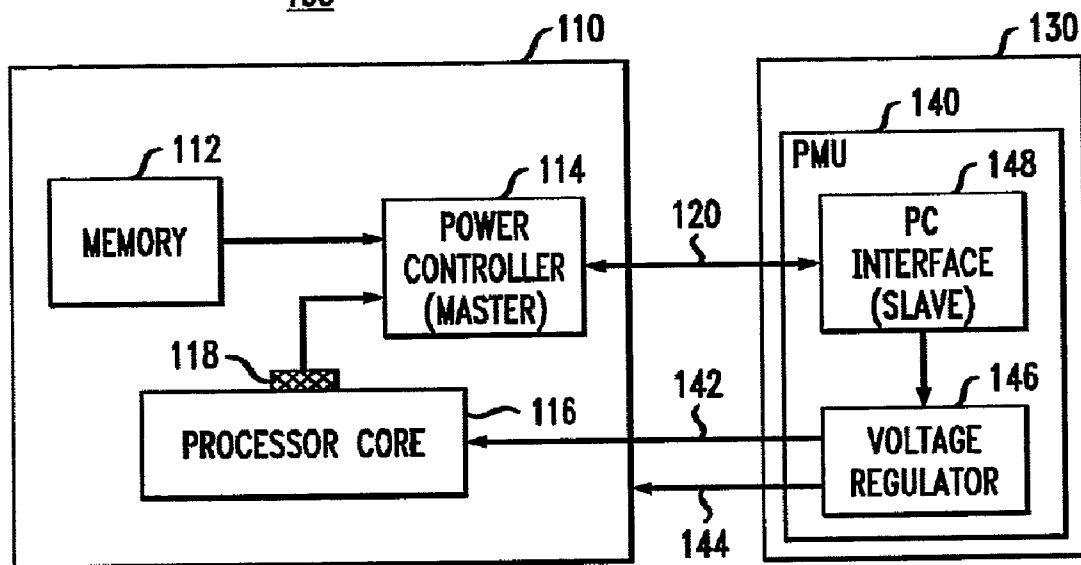 110
130
140
PMU
112
114
148
MEMORY
POWER
CONTROLLER
(MASTER)
120
PC
INTERFACE
(SLAVE)
118
116
142
146
PROCESSOR CORE
VOLTAGE
REGULATOR
144